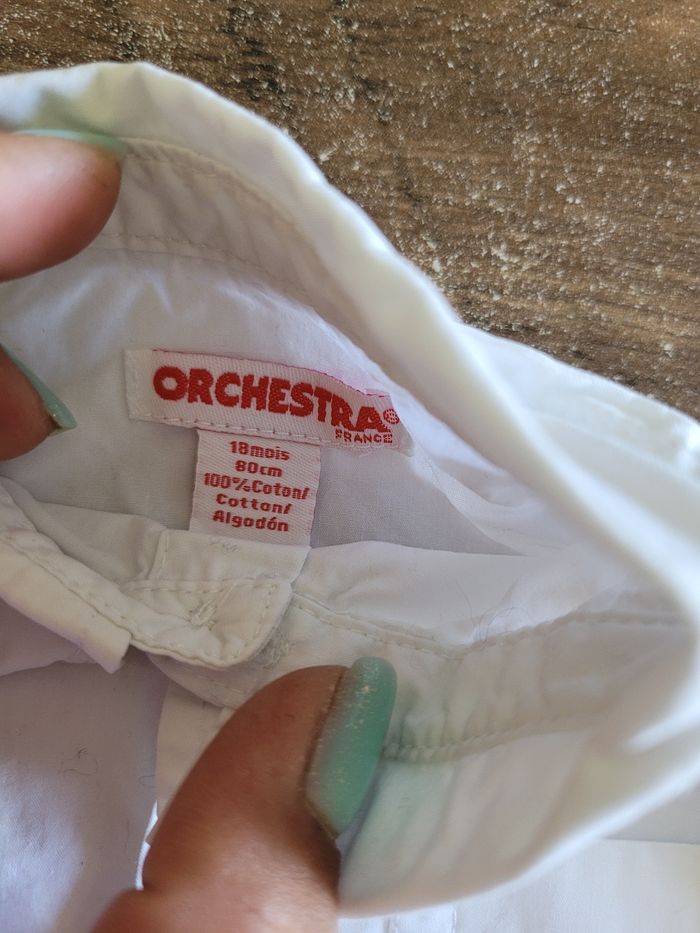 ORCHESTRA®
FRANCE
18mois
80cm
100%Coton/
Cotton/
Algodón